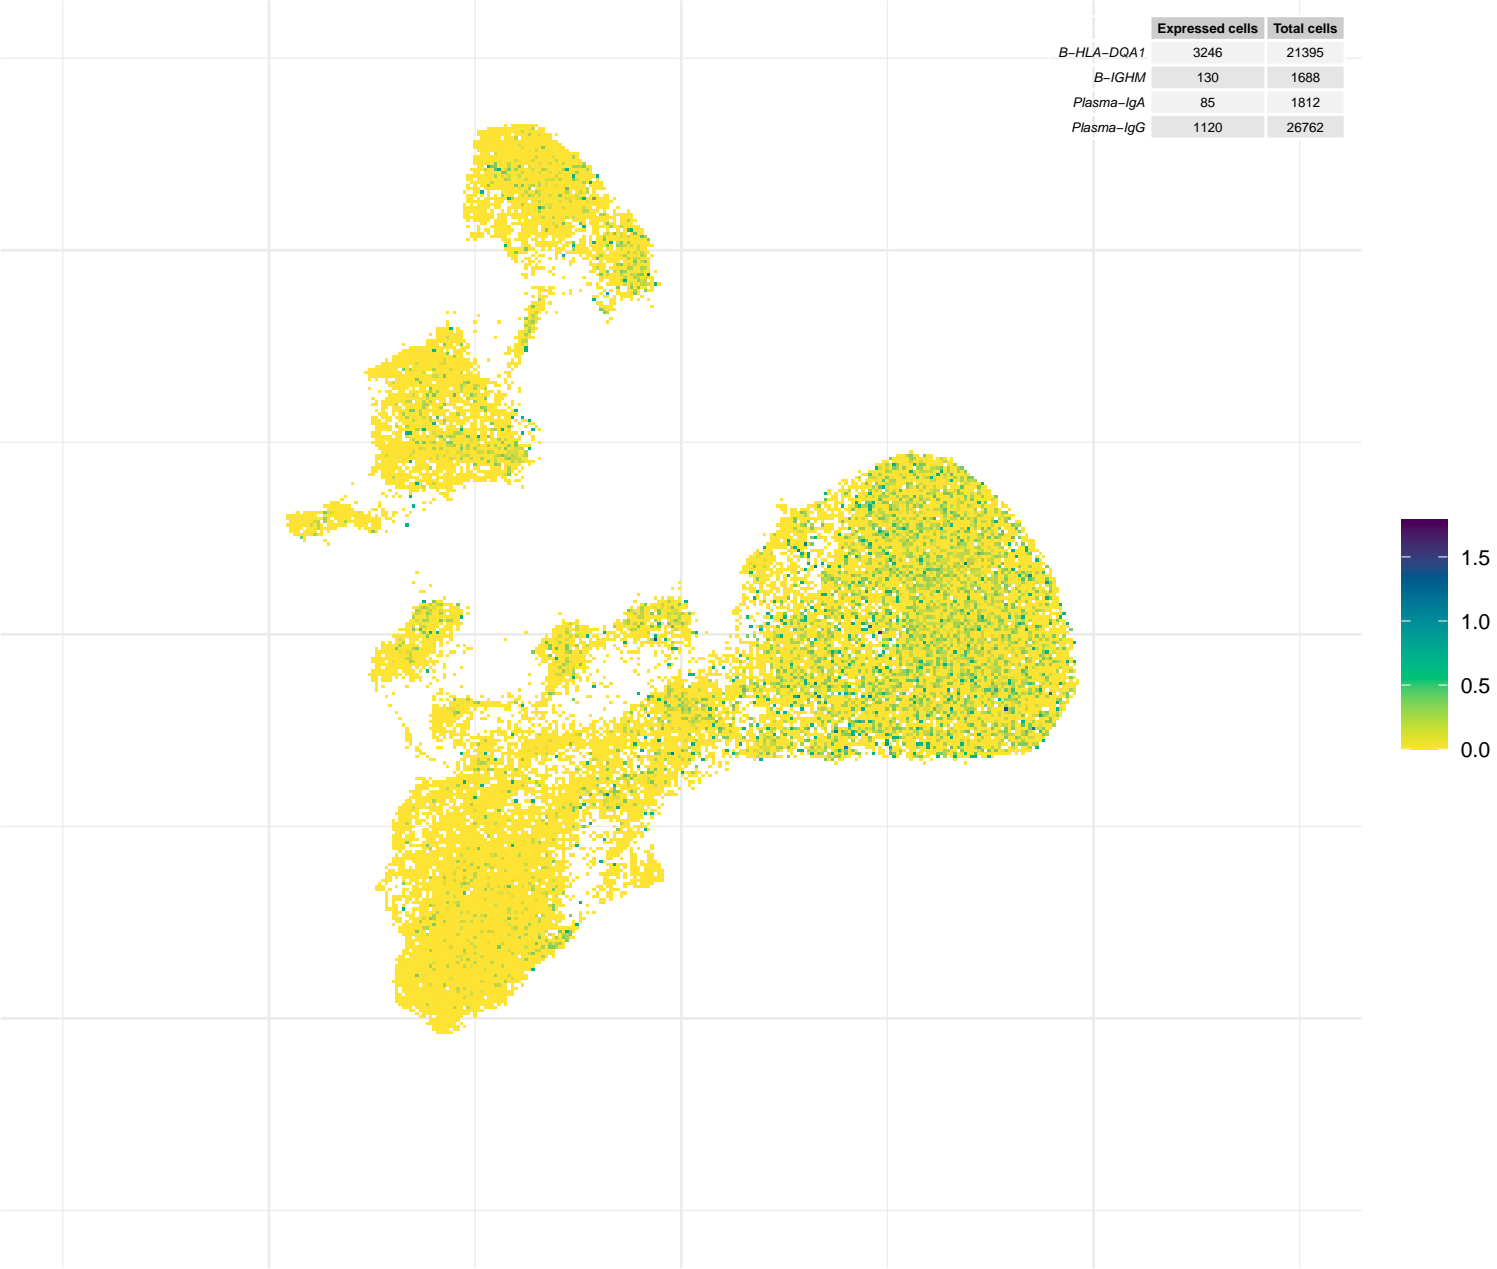 Expressed cells Total cells
B−HLA−DQA1 3246 21395
B−IGHM 130 1688
Plasma−IgA 85 1812
Plasma−IgG 1120 26762
1.5
1.0
0.5
0.0